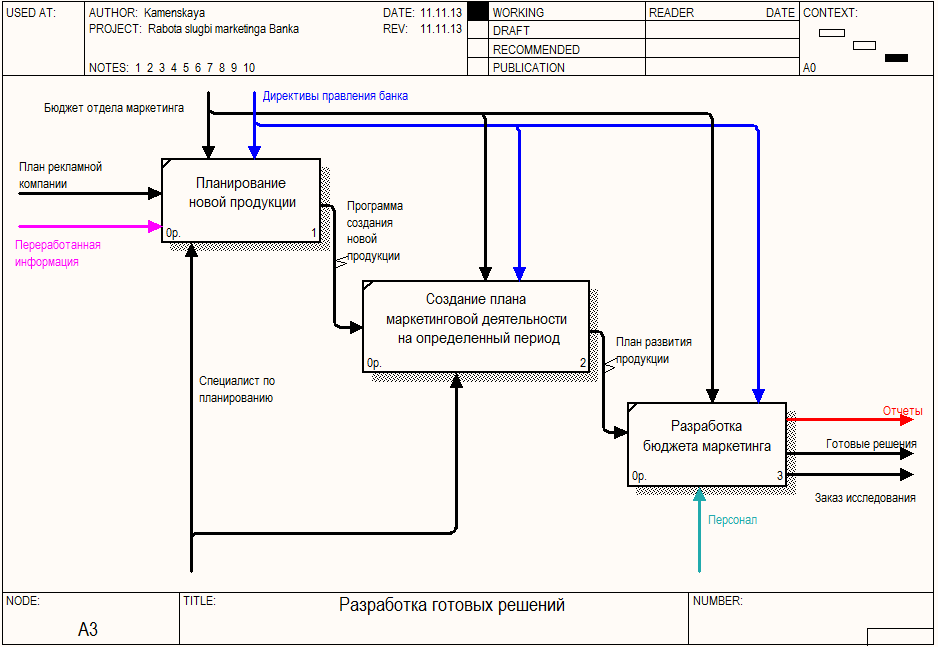 USED AT:
AUTHOR: Kamenskaya
DATE: 11.11.13
PROJECT: Rabota slugbi marketinga Banka
REV: 11.11.13
NOTES: 1 2 3 4 5 6 7 8 9 10
WORKING
DRAFT
RECOMMENDED
PUBLICATION
READER
DATE
CONTEXT:
A0
Бюджет отдела маркетинга
Директивы правления банка
План рекламной
компании
Переработанная
информация
Планирование
новой продукции
0р.
1
Программа
создания
новой
продукции
Создание плана
маркетинговой деятельности
на определенный период
0р.
2
Специалист по
планированию
План развития
продукции
Разработка
бюджета маркетинга
0р.
3
Отчеты
Готовые решения
Заказ исследования
Персонал
NODE:
A3
TITLE:
Разработка готовых решений
NUMBER: